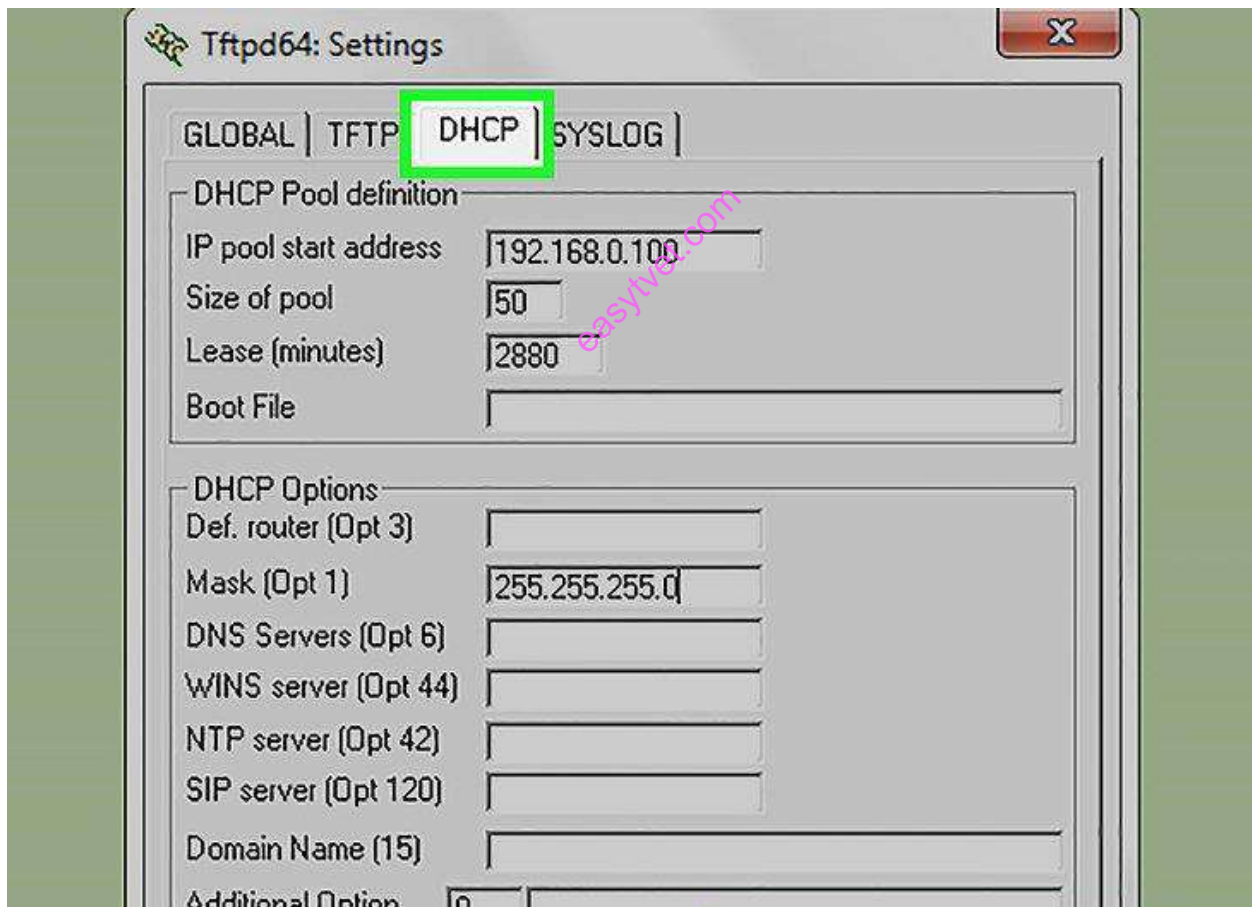 Tftpd64: Settings
GLOBAL TFTP DHCP SYSLOG
DHCP Pool definition
IP pool start address 192.168.0.100
Size of pool 50
Lease (minutes) 2880
Boot File
DHCP Options
Def. router (Opt 3)
Mask (Opt 1) 255.255.255.0
DNS Servers (Opt 6)
WINS server (Opt 44)
NTP server (Opt 42)
SIP server (Opt 120)
Domain Name (15)
Additional Option 0
easytvet.com